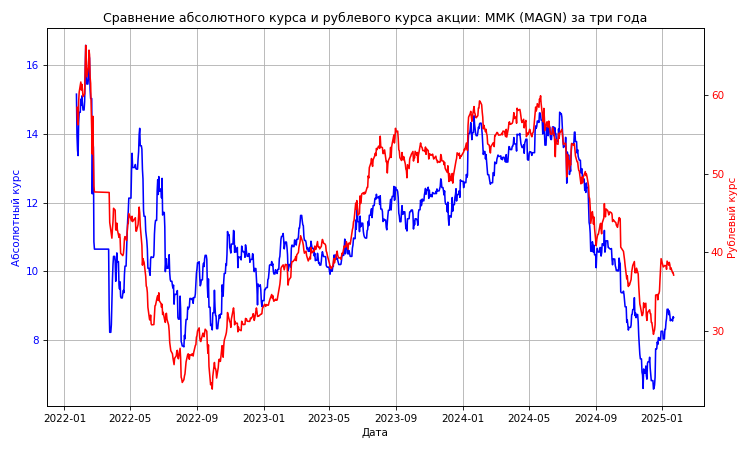 Сравнение абсолютного курса и рублевого курса акции: ММК (MAGN) за три года
Абсолютный курс
16
14
12
10
8
60
50
40
30
Рублевый курс
2022-01 2022-05 2022-09 2023-01 2023-05 2023-09 2024-01 2024-05 2024-09 2025-01
Дата